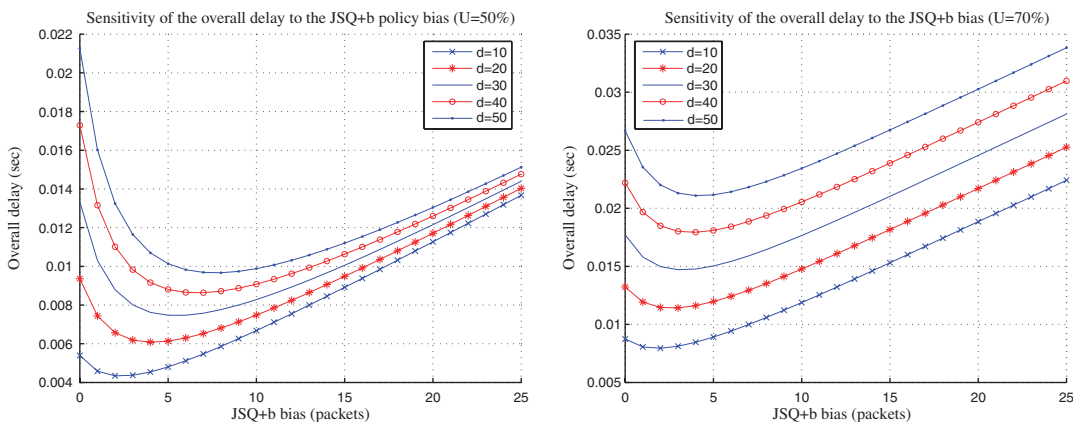 Sensitivity of the overall delay to the JSQ+b policy bias (U=50%)
0.022
0.02
0.018
0.016
0.014
0.012
0.01
0.008
0.006
0.004
Overall delay (sec)
d=10
d=20
d=30
d=40
d=50
0 5 10 15 20 25
JSQ+b bias (packets)
Sensitivity of the overall delay to the JSQ+b bias (U=70%)
0.035
0.03
0.025
0.02
0.015
0.01
0.005
Overall delay (sec)
d=10
d=20
d=30
d=40
d=50
0 5 10 15 20 25
JSQ+b bias (packets)